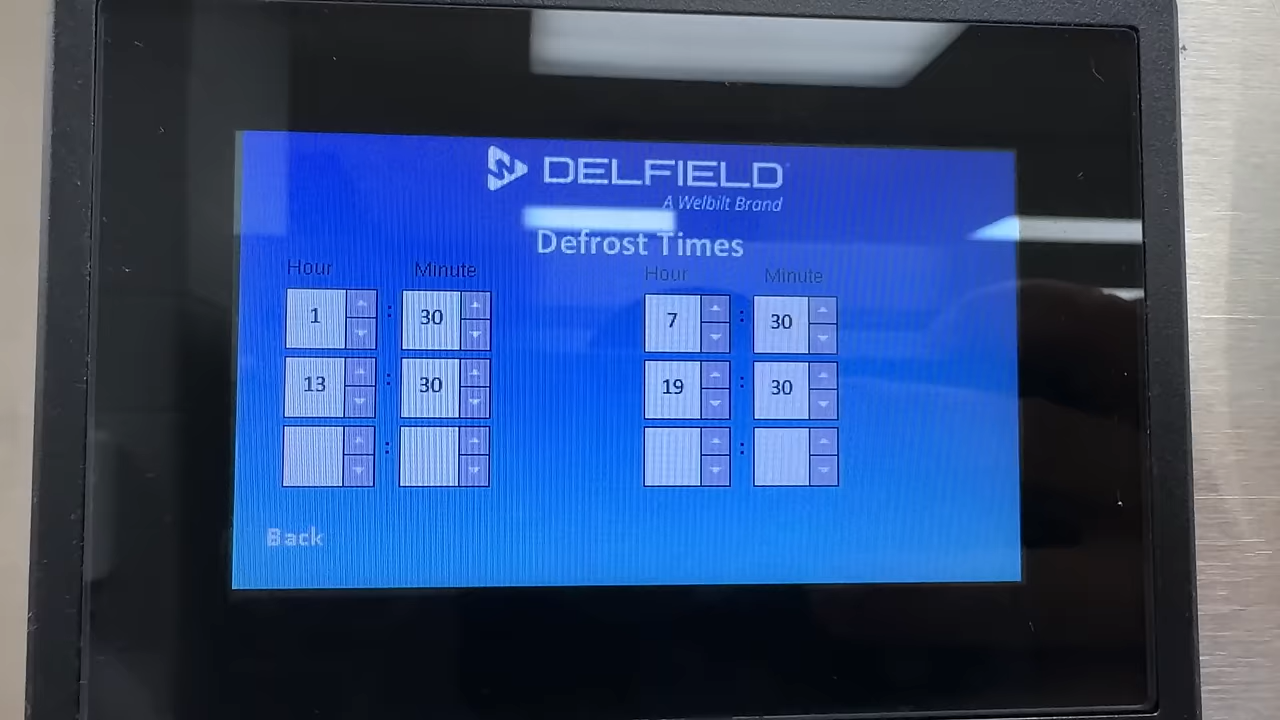 DELFIELD
A Welbilt Brand
Defrost Times
Hour Minute Hour Minute
1 : 30 7 : 30
13 : 30 19 : 30
: :
Back